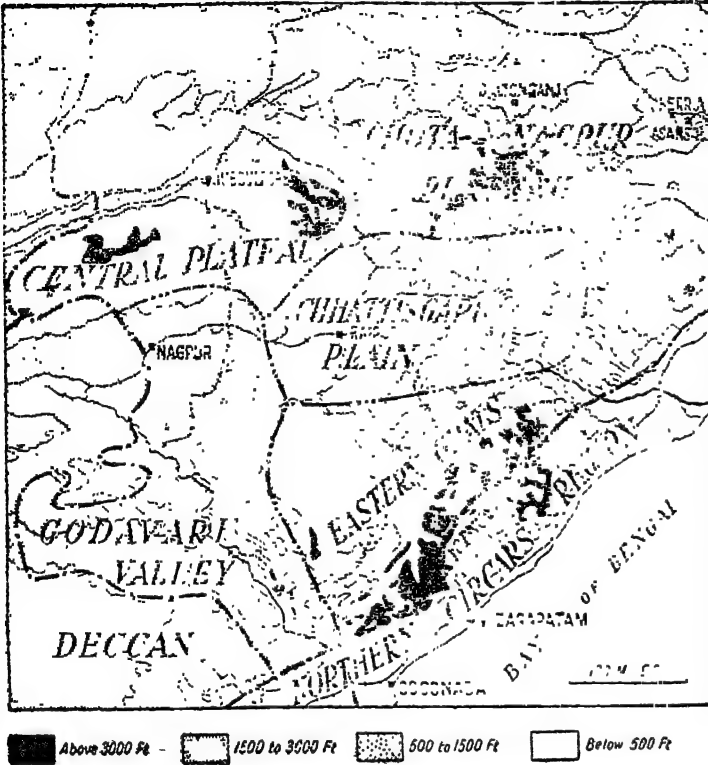 CHOTA NAGPUR
CENTRAL PLATEAU
CHHATTISGARH
PLAIN
NAGPUR
EASTERN GHATS
GODAVARI
VALLEY
DECCAN
NORTHERN CIRCARS REGION
BAY OF BENGAL
COCONADA
Above 3000 Ft
1500 to 3000 Ft
500 to 1500 Ft
Below 500 Ft